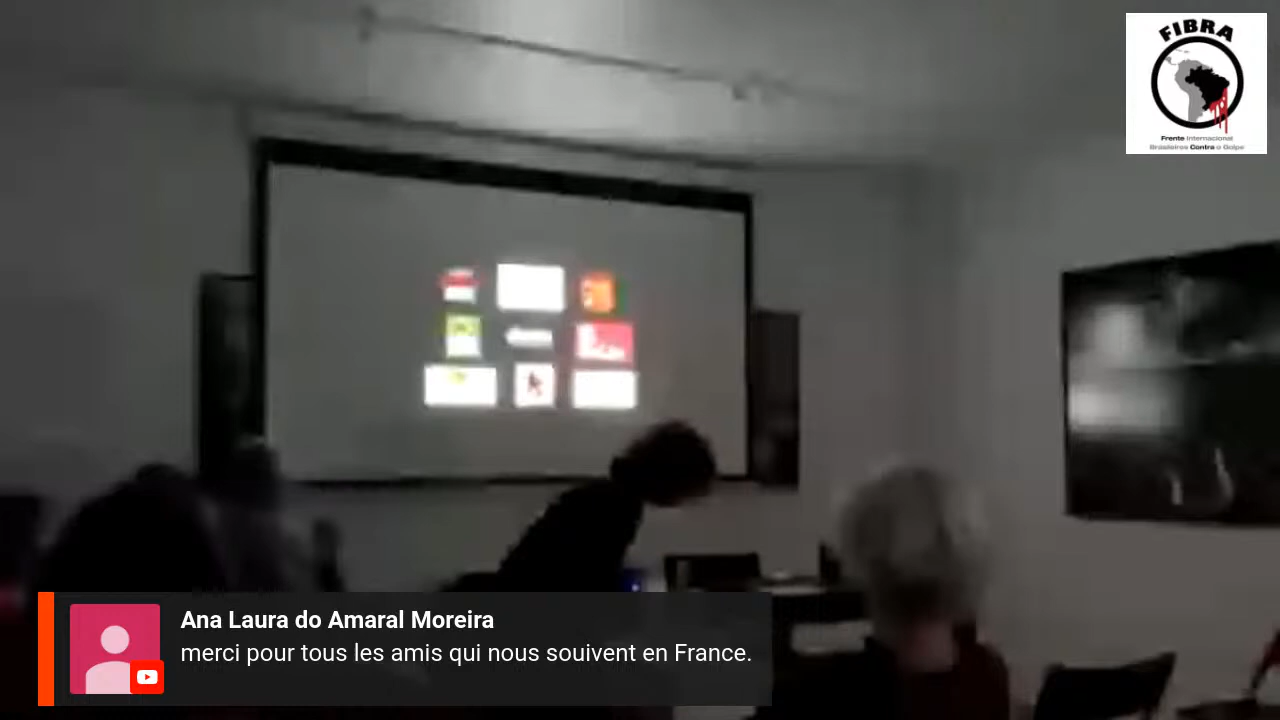 FIBRA
Frente Internacional
Brasileiros Contra o Golpe
Ana Laura do Amaral Moreira
merci pour tous les amis qui nous souivent en France.